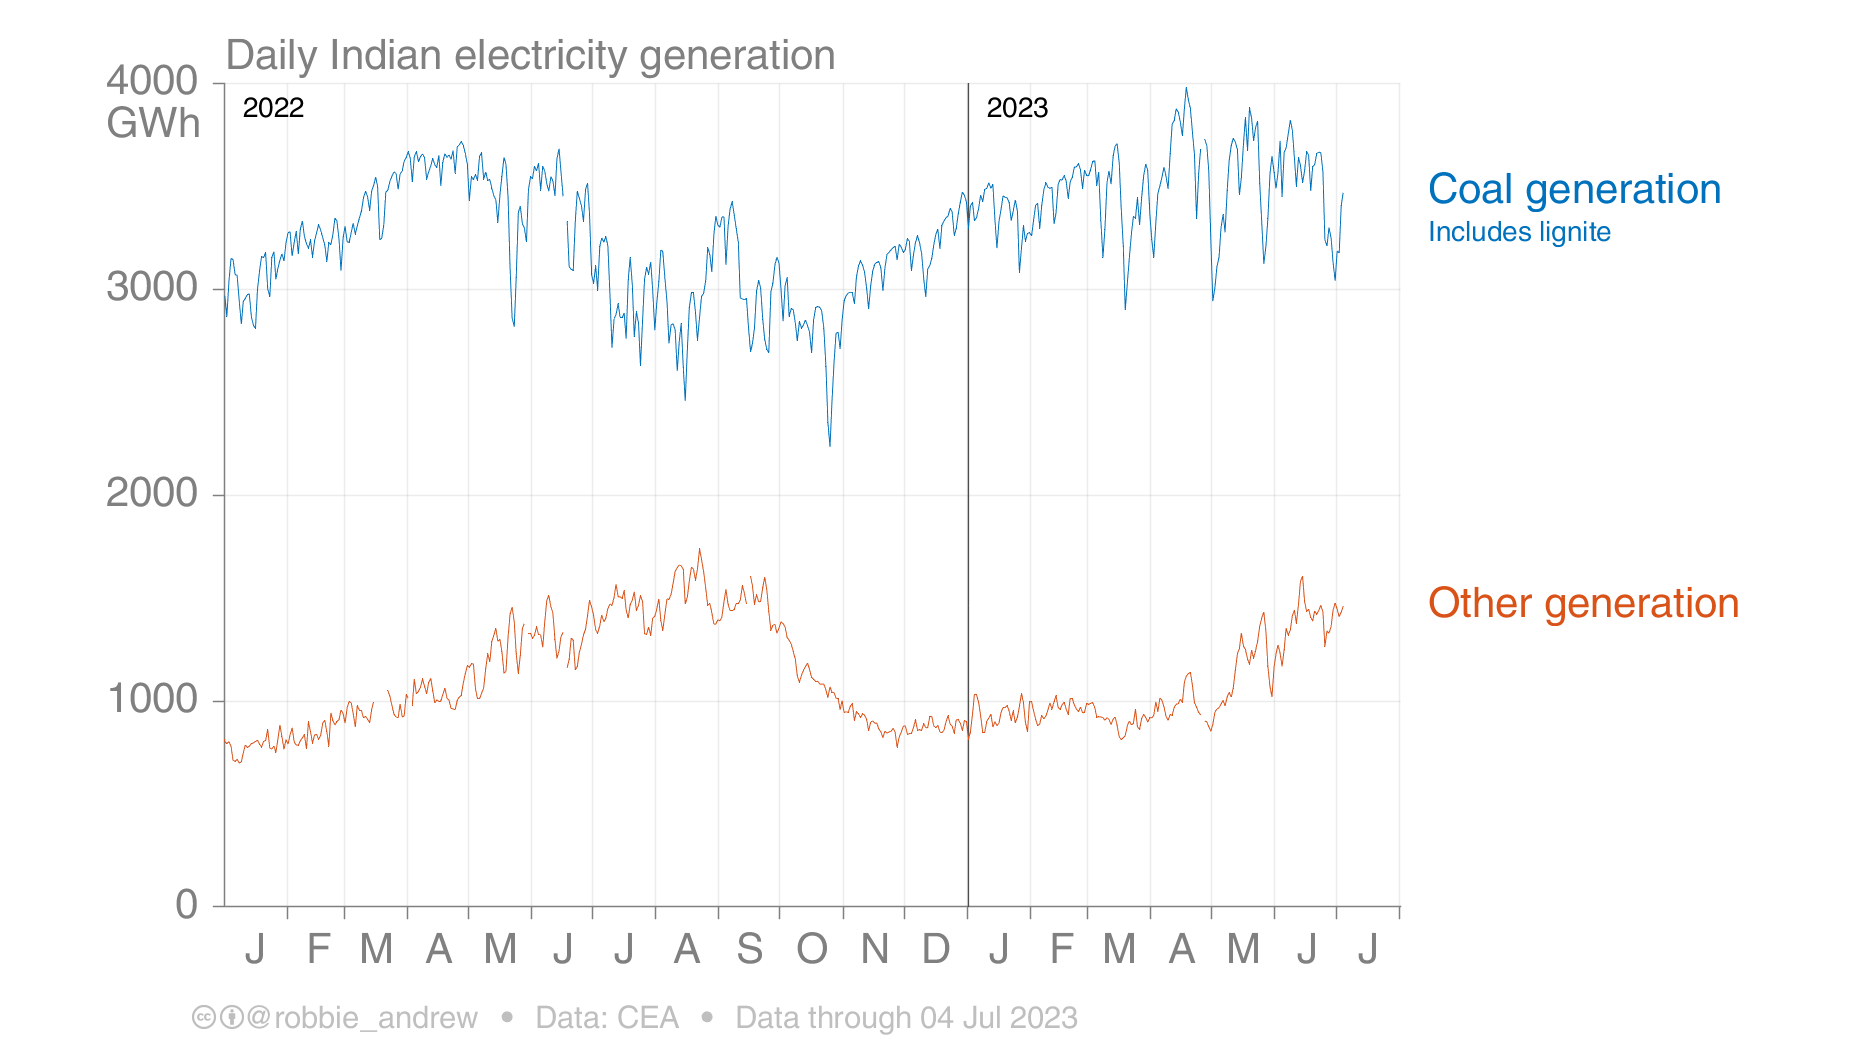 Daily Indian electricity generation
4000
GWh
2022
2023
Coal generation
Includes lignite
3000
2000
Other generation
1000
0
J F M A M J J A S O N D J F M A M J J
@robbie_andrew • Data: CEA • Data through 04 Jul 2023